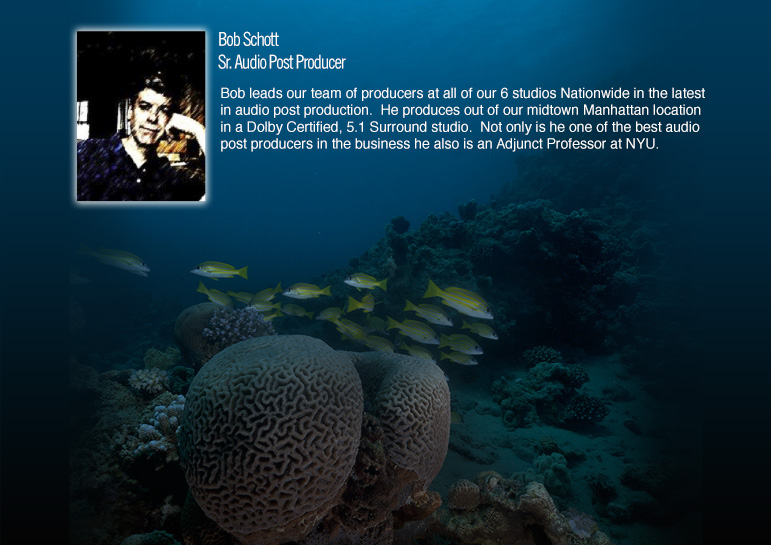 Bob Schott
Sr. Audio Post Producer
Bob leads our team of producers at all of our 6 studios Nationwide in the latest
in audio post production.  He produces out of our midtown Manhattan location
in a Dolby Certified, 5.1 Surround studio.  Not only is he one of the best audio
post producers in the business he also is an Adjunct Professor at NYU.